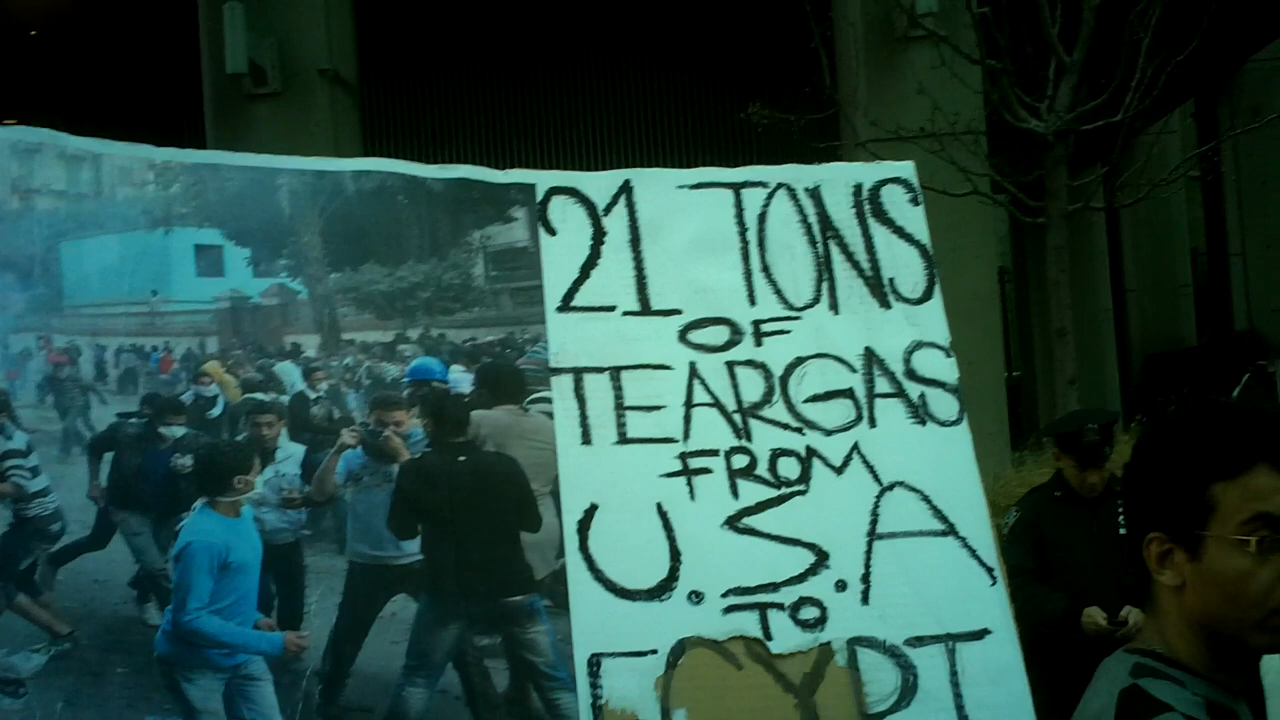 21 TONS
OF
TEARGAS
FROM
U.S.A
TO
EGYPT